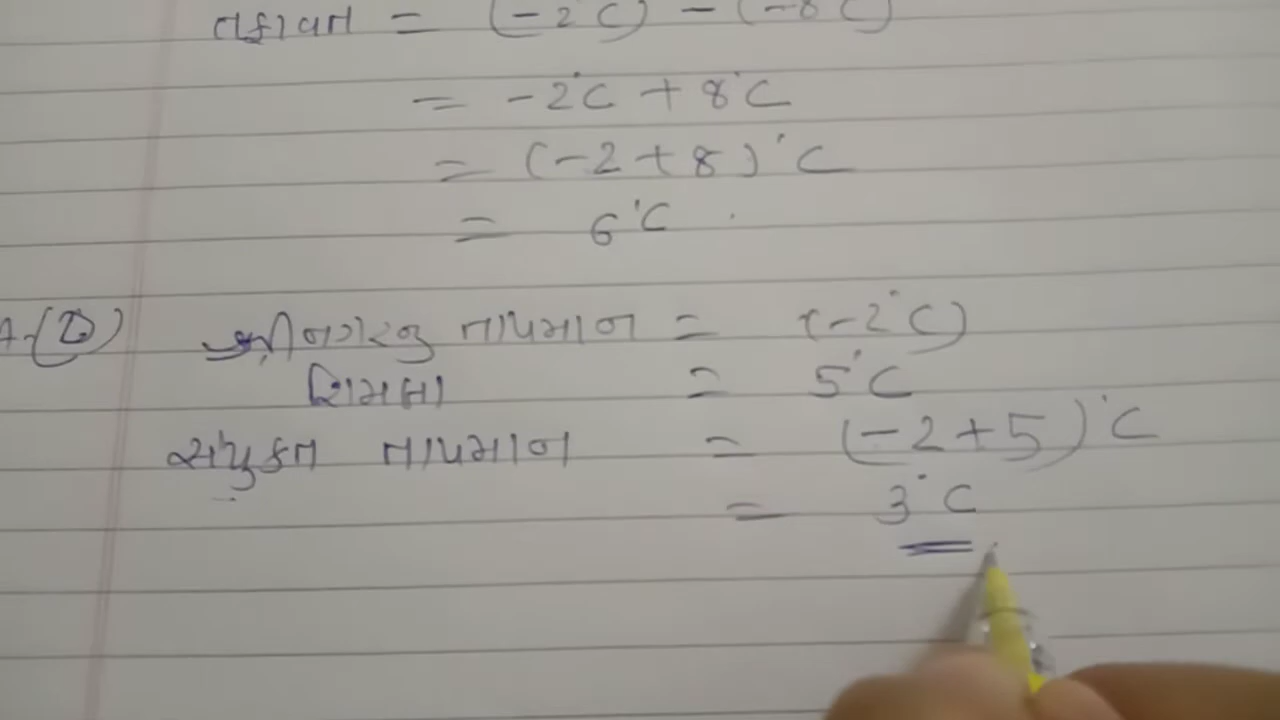 તફાવત = (-2°C) - (-8°C)
= -2°C + 8°C
= (-2+8)°C
= 6°C.
A-(D) શ્રીનગરનુ તાપમાન = (-2°C)
શિમલા = 5°C
સંયુક્ત તાપમાન = (-2+5)°C
= 3°C